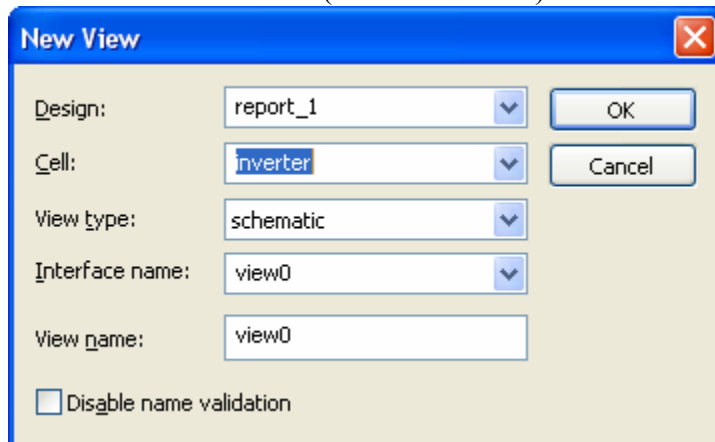 New View
Design: report_1 OK
Cell: inverter Cancel
View type: schematic
Interface name: view0
View name: view0
Disable name validation